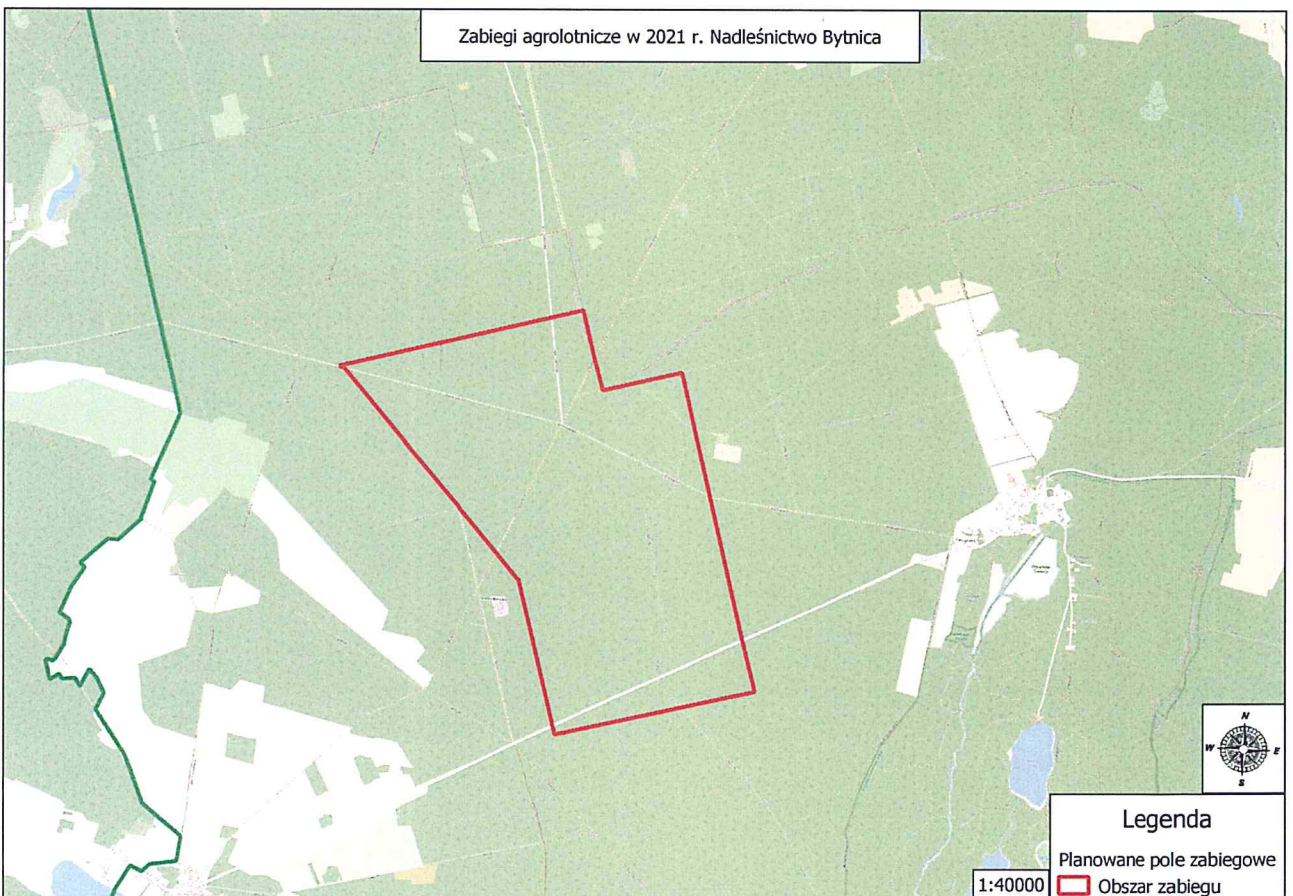 Zabiegi agrolotnicze w 2021 r. Nadleśnictwo Bytnica
N
W
E
S
Legenda
Planowane pole zabiegowe
1:40000
Obszar zabiegu